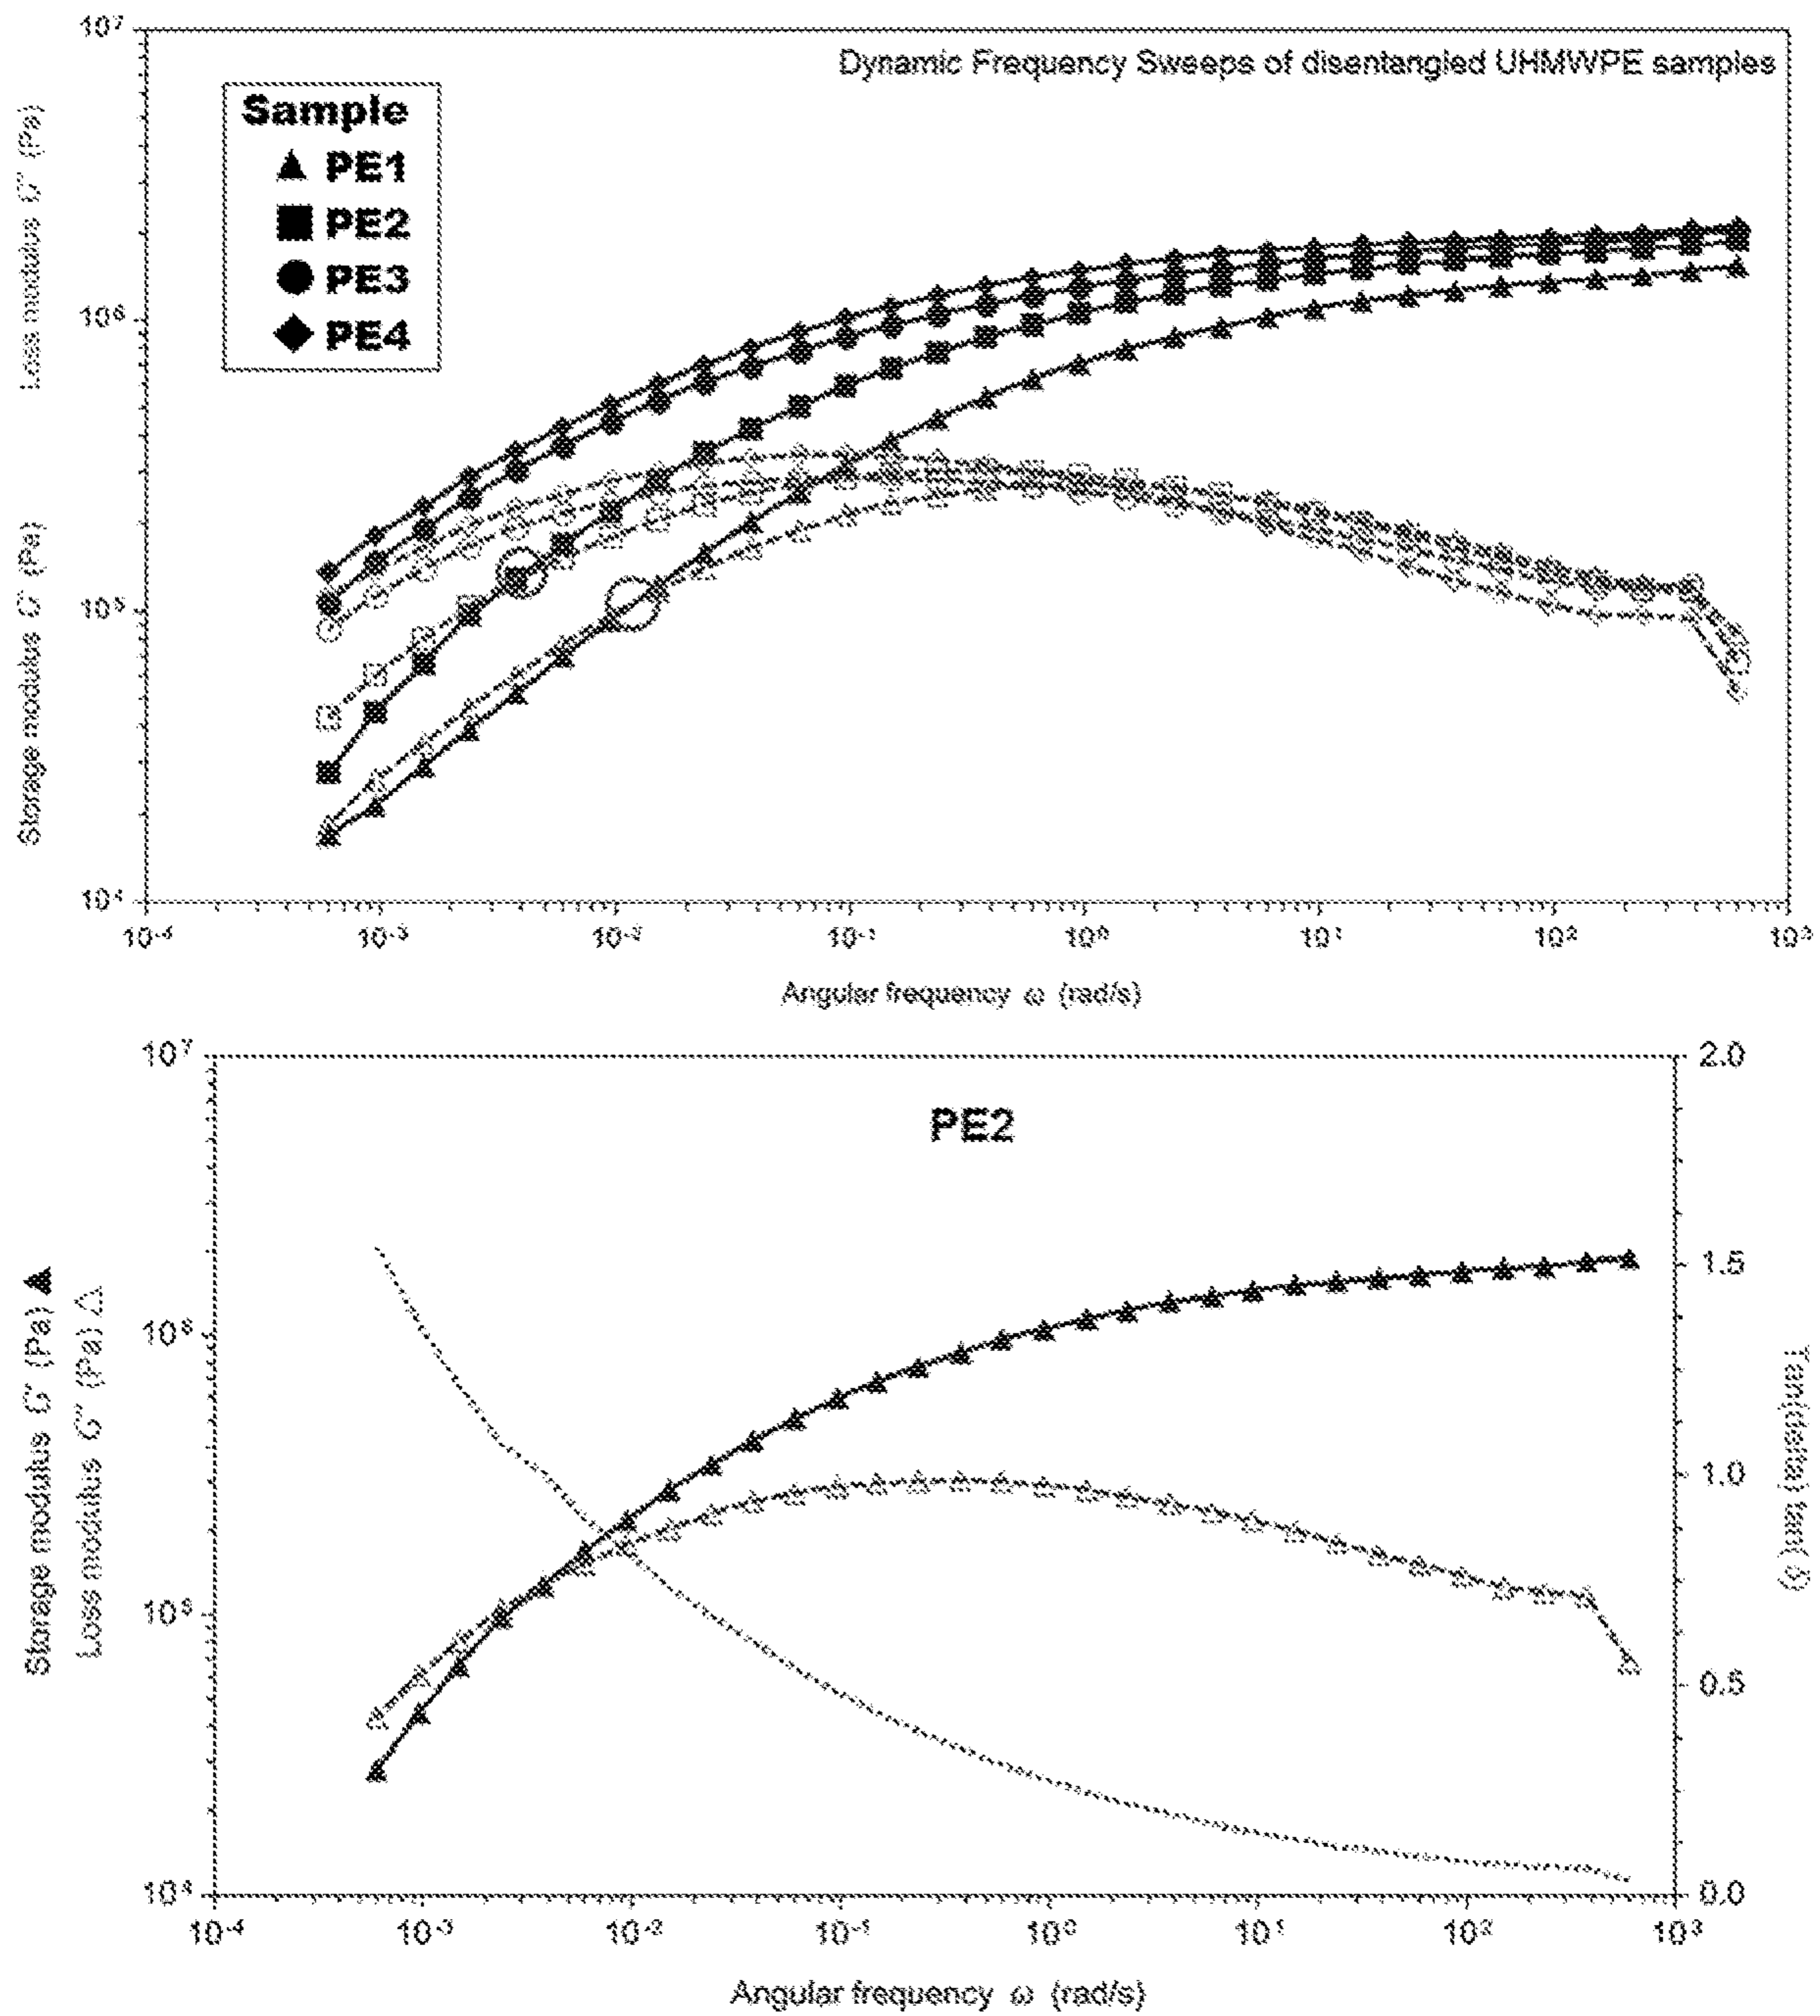 10⁷
Dynamic Frequency Sweeps of disentangled UHMWPE samples
Sample
PE1
PE2
PE3
PE4
Loss modulus G'' (Pa)
Storage modulus G' (Pa)
10⁶
10⁵
10⁴
10⁻⁴ 10⁻³ 10⁻² 10⁻¹ 10⁰ 10¹ 10² 10³
Angular frequency ω (rad/s)
10⁷
2.0
PE2
Storage modulus G' (Pa) ▲
Loss modulus G'' (Pa) △
10⁶
10⁵
10⁴
1.5
1.0
0.5
0.0
Tan(delta) tan(δ)
10⁻⁴ 10⁻³ 10⁻² 10⁻¹ 10⁰ 10¹ 10² 10³
Angular frequency ω (rad/s)